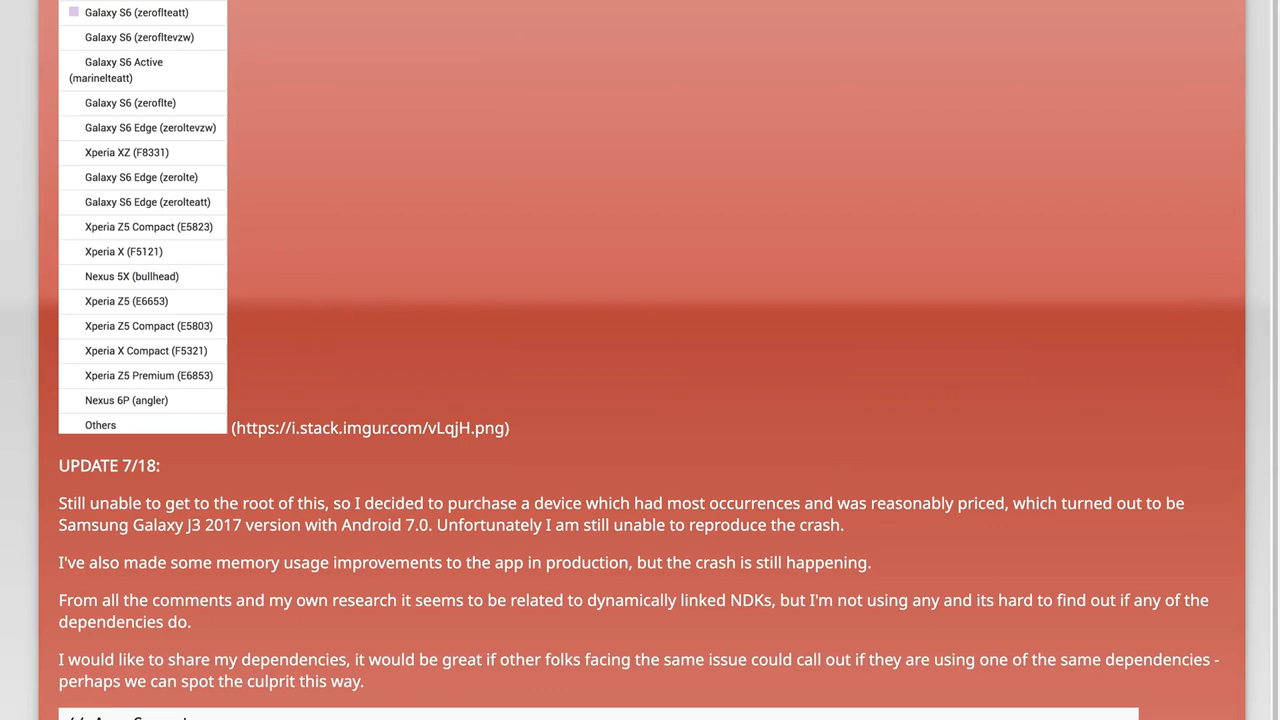 Galaxy S6 (zeroflteatt)
Galaxy S6 (zerofltevzw)
Galaxy S6 Active
(marinelteatt)
Galaxy S6 (zeroflte)
Galaxy S6 Edge (zeroltevzw)
Xperia XZ (F8331)
Galaxy S6 Edge (zerolte)
Galaxy S6 Edge (zerolteatt)
Xperia Z5 Compact (E5823)
Xperia X (F5121)
Nexus 5X (bullhead)
Xperia Z5 (E6653)
Xperia Z5 Compact (E5803)
Xperia X Compact (F5321)
Xperia Z5 Premium (E6853)
Nexus 6P (angler)
Others
(https://i.stack.imgur.com/vLqjH.png)
UPDATE 7/18:
Still unable to get to the root of this, so I decided to purchase a device which had most occurrences and was reasonably priced, which turned out to be
Samsung Galaxy J3 2017 version with Android 7.0. Unfortunately I am still unable to reproduce the crash.
I've also made some memory usage improvements to the app in production, but the crash is still happening.
From all the comments and my own research it seems to be related to dynamically linked NDKs, but I'm not using any and its hard to find out if any of the
dependencies do.
I would like to share my dependencies, it would be great if other folks facing the same issue could call out if they are using one of the same dependencies -
perhaps we can spot the culprit this way.